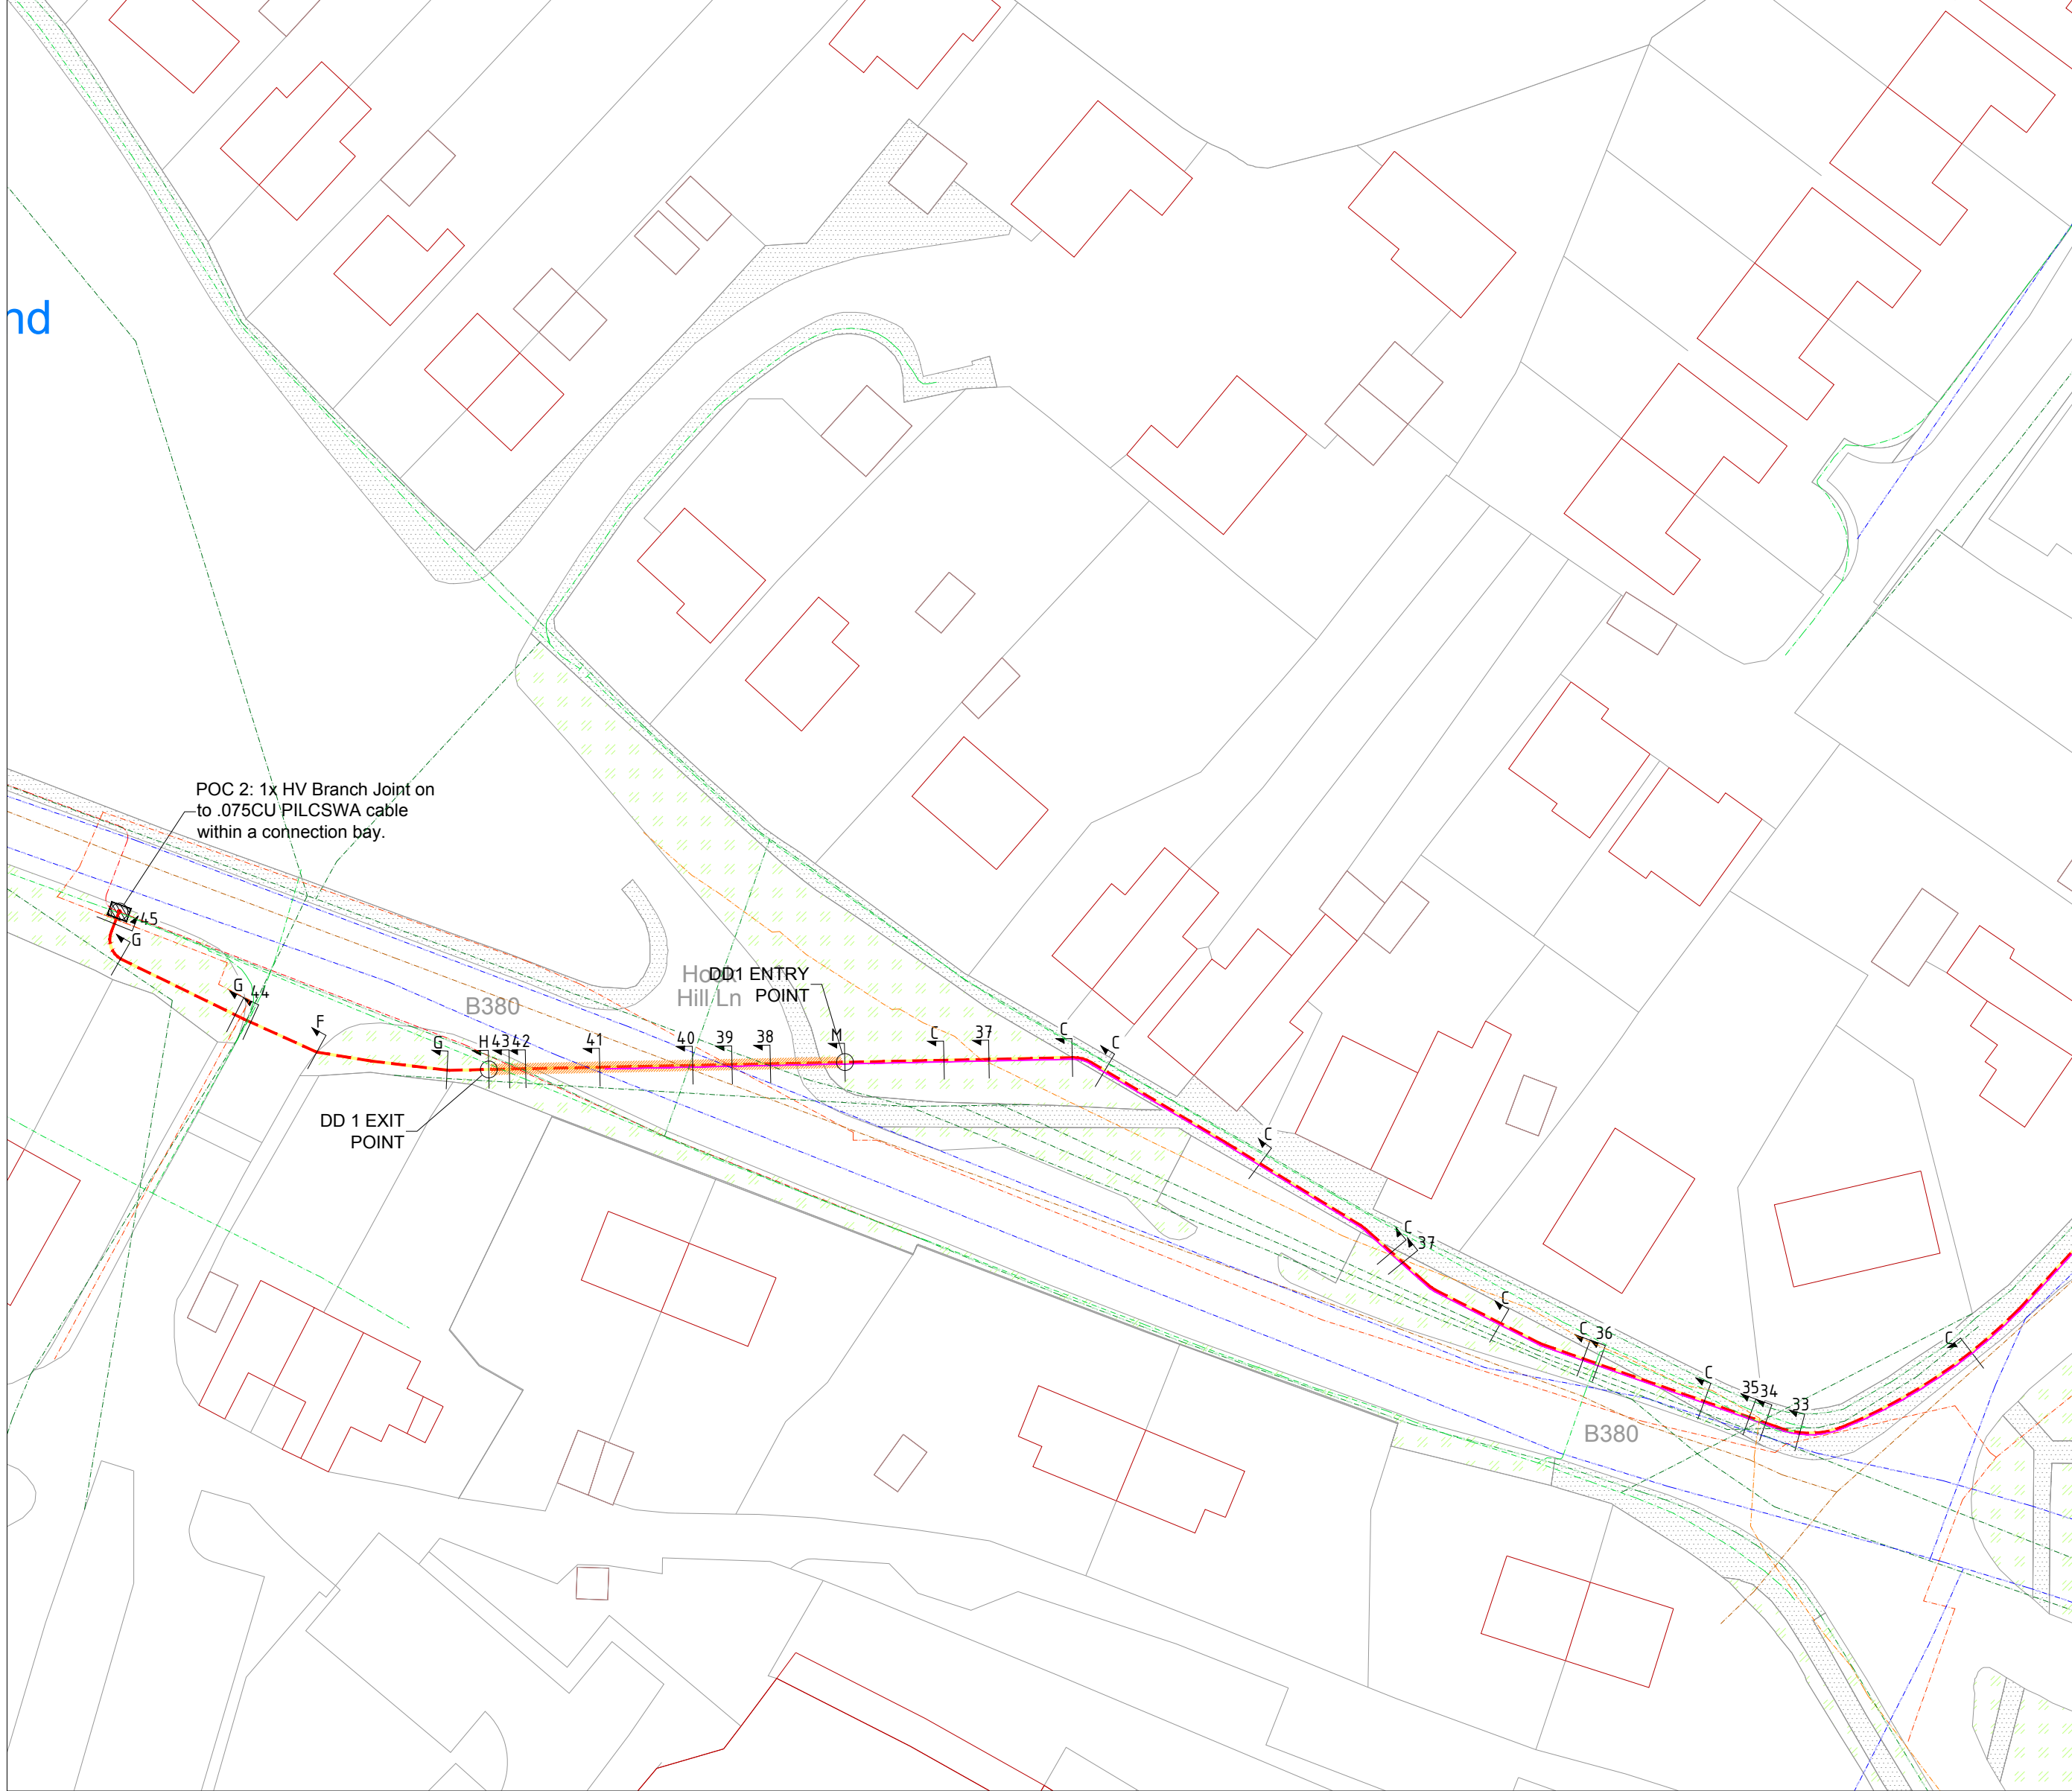 nd
POC 2: 1x HV Branch Joint on
to .075CU PILCSWA cable
within a connection bay.
45
G
G
44
F
B380
G
H
43
42
41
40
39
38
Hook
Hill Ln
DD1 ENTRY
POINT
M
C
37
C
C
DD 1 EXIT
POINT
C
C
37
C
C
36
C
35
34
33
C
B380